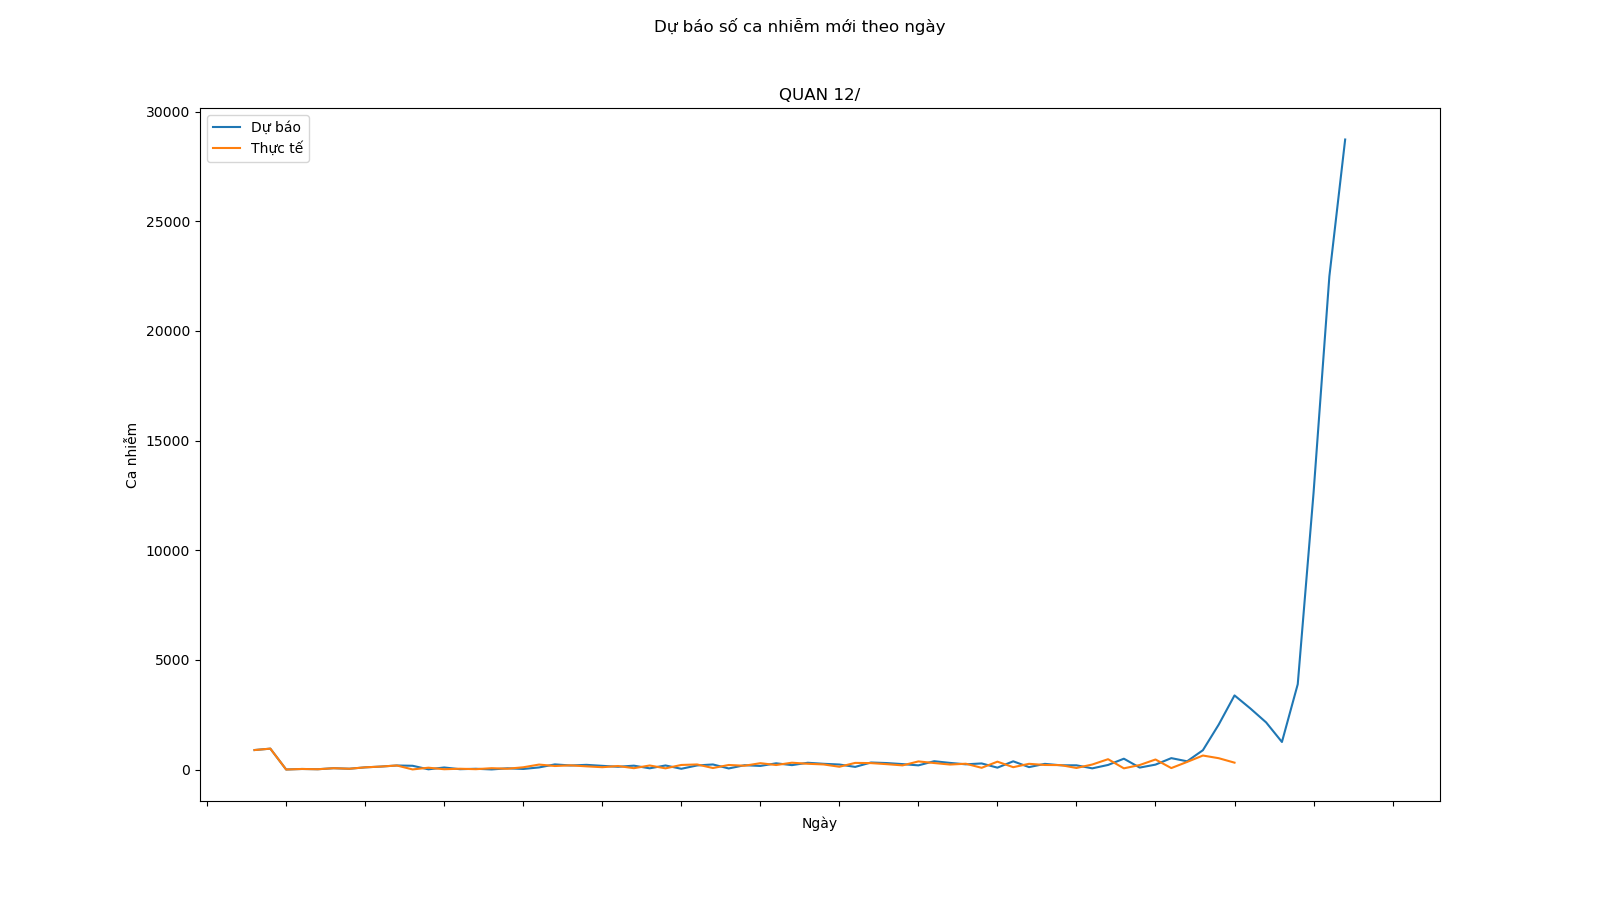 Dự báo số ca nhiễm mới theo ngày
QUAN 12/
30000
25000
20000
15000
10000
5000
0
Dự báo
Thực tế
Ca nhiễm
Ngày